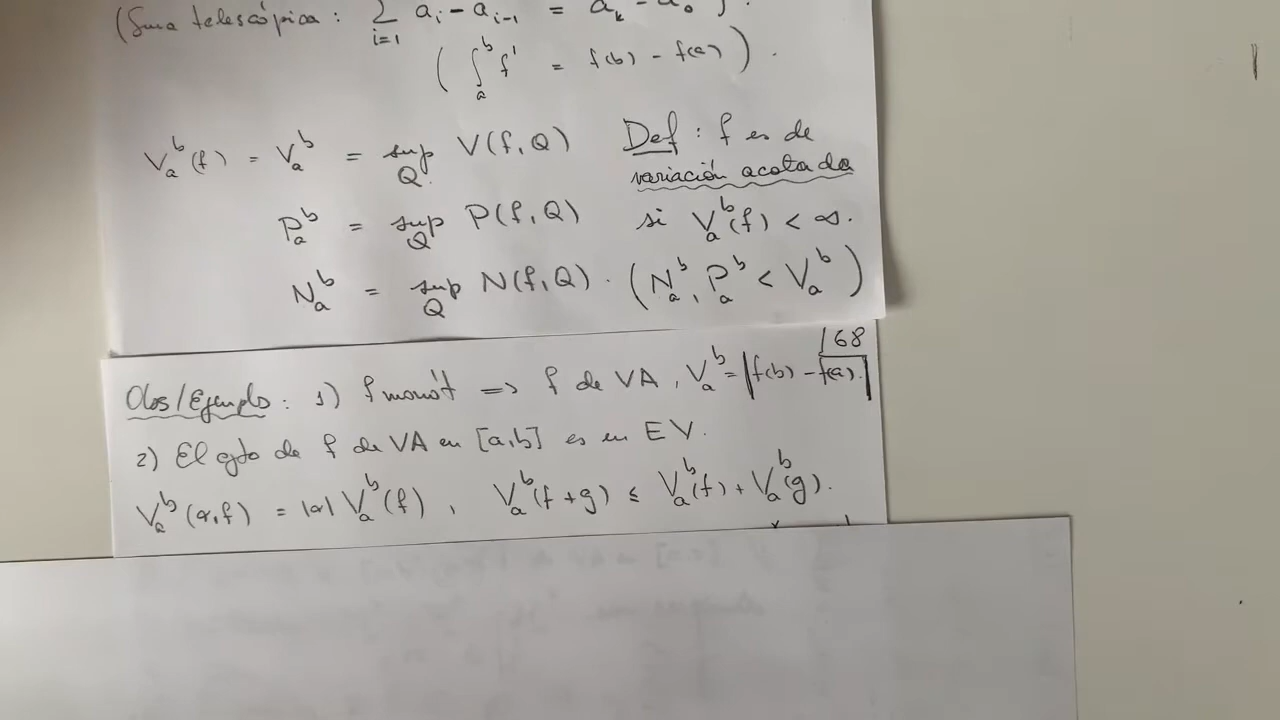 (Suma telescópica : ∑_{i=1} a_i - a_{i-1} = a_k - a_0 ).
( ∫_a^b f' = f(b) - f(a) ) .
V_a^b(f) = V_a^b = sup_Q V(f,Q) Def : f es de
variación acotada
P_a^b = sup_Q P(f,Q) si V_a^b(f) < ∞.
N_a^b = sup_Q N(f,Q) . (N_a^b, P_a^b < V_a^b)
168
Obs/Ejemplo : 1) f monót => f de VA , V_a^b = |f(b) - f(a)|
2) El cjto de f de VA en [a,b] es un EV.
V_a^b(α,f) = |α| V_a^b(f) , V_a^b(f+g) ≤ V_a^b(f) + V_a^b(g).